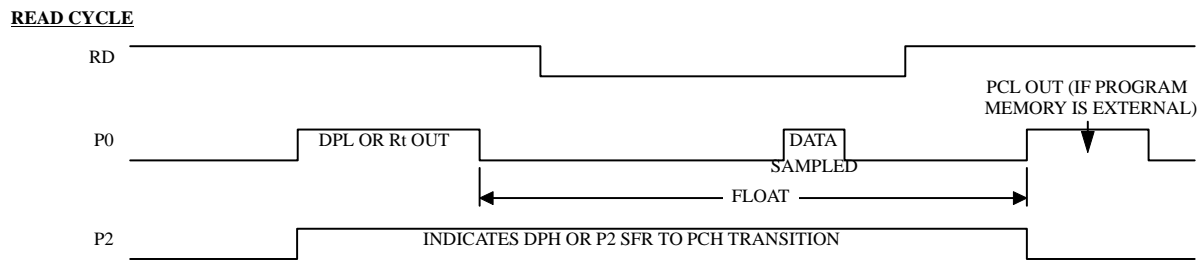 READ CYCLE
RD
PCL OUT (IF PROGRAM
MEMORY IS EXTERNAL)
P0
DPL OR Rt OUT
DATA
SAMPLED
FLOAT
P2
INDICATES DPH OR P2 SFR TO PCH TRANSITION